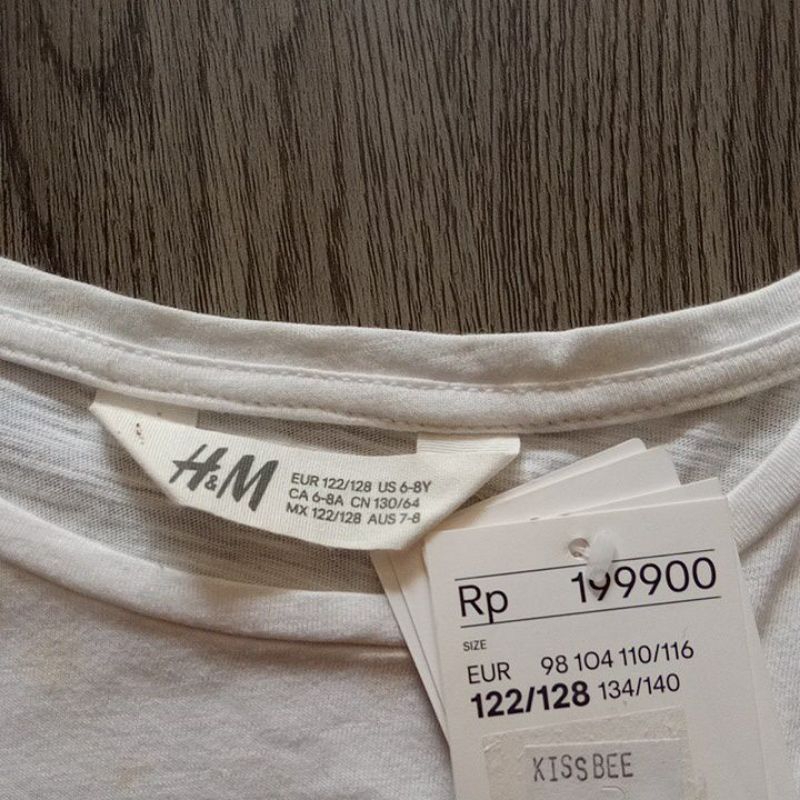 H&M
EUR 122/128 US 6-8Y
CA 6-8A CN 130/64
MX 122/128 AUS 7-8
Rp 199900
SIZE
EUR 98 104 110/116
122/128 134/140
KISSBEE